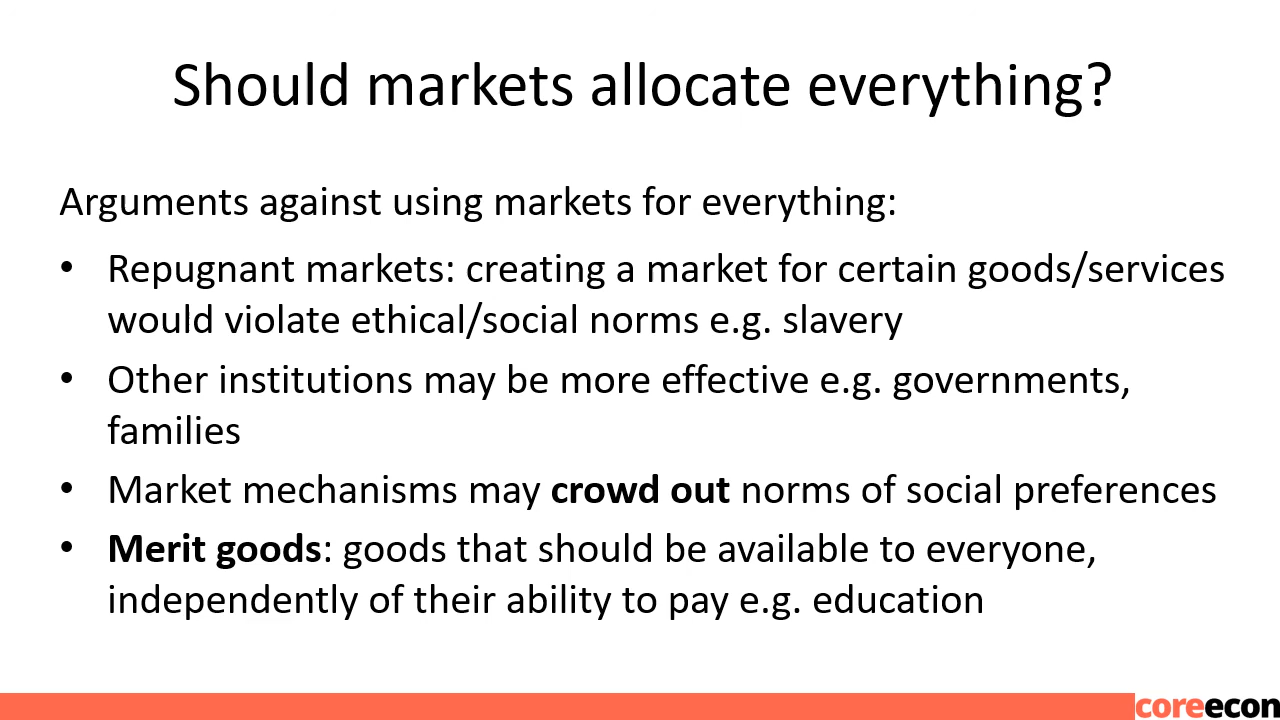 Should markets allocate everything?
Arguments against using markets for everything:
• Repugnant markets: creating a market for certain goods/services
would violate ethical/social norms e.g. slavery
• Other institutions may be more effective e.g. governments,
families
• Market mechanisms may crowd out norms of social preferences
• Merit goods: goods that should be available to everyone,
independently of their ability to pay e.g. education
coreecon